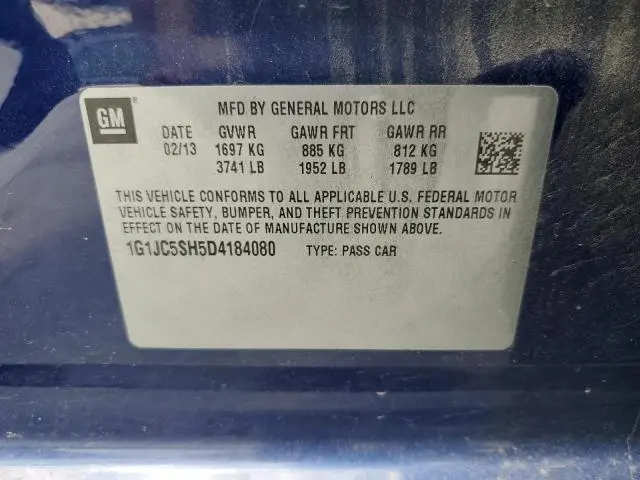 GM ®
MFD BY GENERAL MOTORS LLC
DATE GVWR GAWR FRT GAWR RR
02/13 1697 KG 885 KG 812 KG
3741 LB 1952 LB 1789 LB
THIS VEHICLE CONFORMS TO ALL APPLICABLE U.S. FEDERAL MOTOR
VEHICLE SAFETY, BUMPER, AND THEFT PREVENTION STANDARDS IN
EFFECT ON THE DATE OF MANUFACTURE SHOWN ABOVE.
1G1JC5SH5D4184080 TYPE: PASS CAR